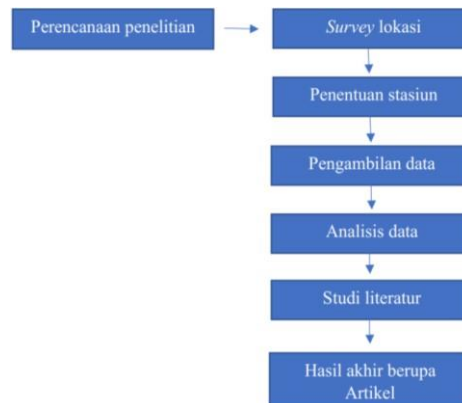 Perencanaan penelitian
Survey lokasi
Penentuan stasiun
Pengambilan data
Analisis data
Studi literatur
Hasil akhir berupa
Artikel